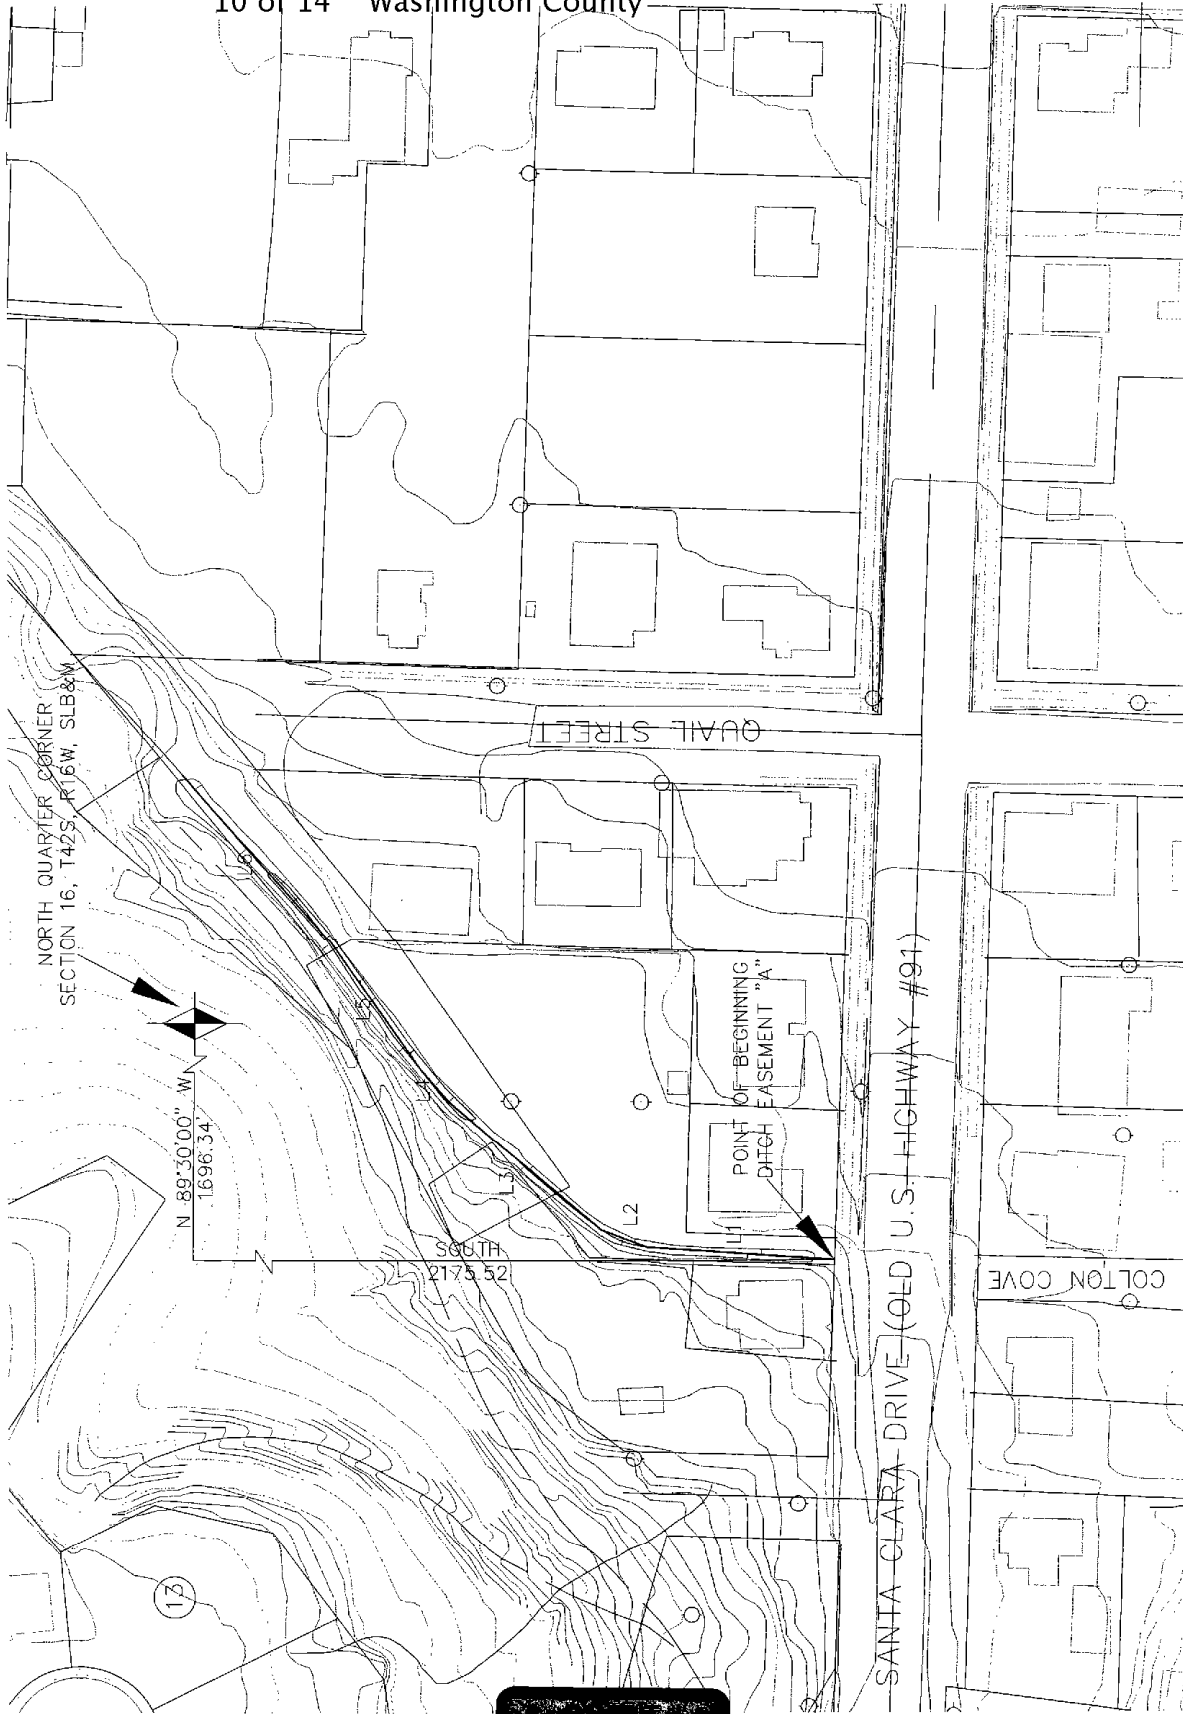 10 of 14 Washington County
NORTH QUARTER CORNER
SECTION 16, T42S, R16W, SLB&M
N 89°30'00" W
1696.34'
SOUTH
2175.52
QUAIL STREET
L6
L5
L4
L3
L2
L1
POINT OF BEGINNING
DITCH EASEMENT "A"
SANTA CLARA DRIVE (OLD U.S. HIGHWAY #91)
COLTON COVE
13